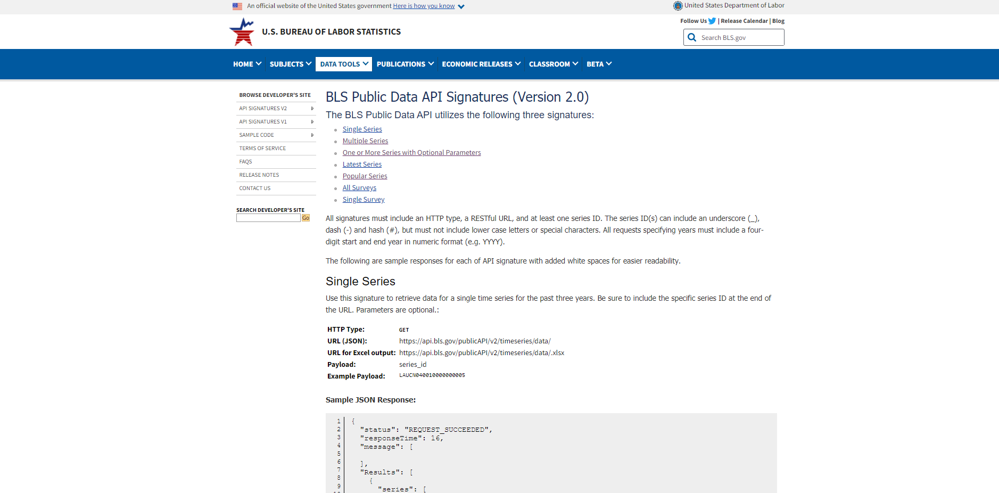 An official website of the United States government Here is how you know
United States Department of Labor
U.S. BUREAU OF LABOR STATISTICS
Follow Us | Release Calendar | Blog
Search BLS.gov
HOME SUBJECTS DATA TOOLS PUBLICATIONS ECONOMIC RELEASES CLASSROOM BETA
BROWSE DEVELOPER'S SITE
API SIGNATURES V2
API SIGNATURES V1
SAMPLE CODE
TERMS OF SERVICE
FAQS
RELEASE NOTES
CONTACT US
SEARCH DEVELOPER'S SITE
Go
BLS Public Data API Signatures (Version 2.0)
The BLS Public Data API utilizes the following three signatures:
Single Series
Multiple Series
One or More Series with Optional Parameters
Latest Series
Popular Series
All Surveys
Single Survey
All signatures must include an HTTP type, a RESTful URL, and at least one series ID. The series ID(s) can include an underscore (_),
dash (-) and hash (#), but must not include lower case letters or special characters. All requests specifying years must include a four-
digit start and end year in numeric format (e.g. YYYY).
The following are sample responses for each of API signature with added white spaces for easier readability.
Single Series
Use this signature to retrieve data for a single time series for the past three years. Be sure to include the specific series ID at the end of
the URL. Parameters are optional.:
HTTP Type: GET
URL (JSON): https://api.bls.gov/publicAPI/v2/timeseries/data/
URL for Excel output: https://api.bls.gov/publicAPI/v2/timeseries/data/.xlsx
Payload: series_id
Example Payload: LAUCN040010000000005
Sample JSON Response:
1 {
2 "status": "REQUEST_SUCCEEDED",
3 "responseTime": 16,
4 "message": [
5
6 ],
7 "Results": [
8 {
9 "series": [